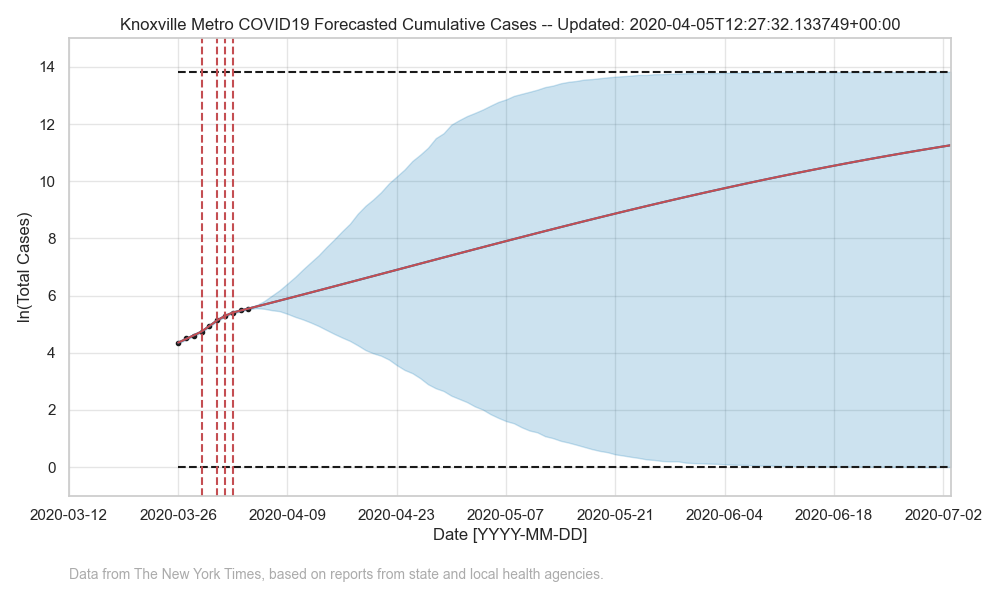 Knoxville Metro COVID19 Forecasted Cumulative Cases -- Updated: 2020-04-05T12:27:32.133749+00:00
ln(Total Cases)
14
12
10
8
6
4
2
0
2020-03-12 2020-03-26 2020-04-09 2020-04-23 2020-05-07 2020-05-21 2020-06-04 2020-06-18 2020-07-02
Date [YYYY-MM-DD]
Data from The New York Times, based on reports from state and local health agencies.